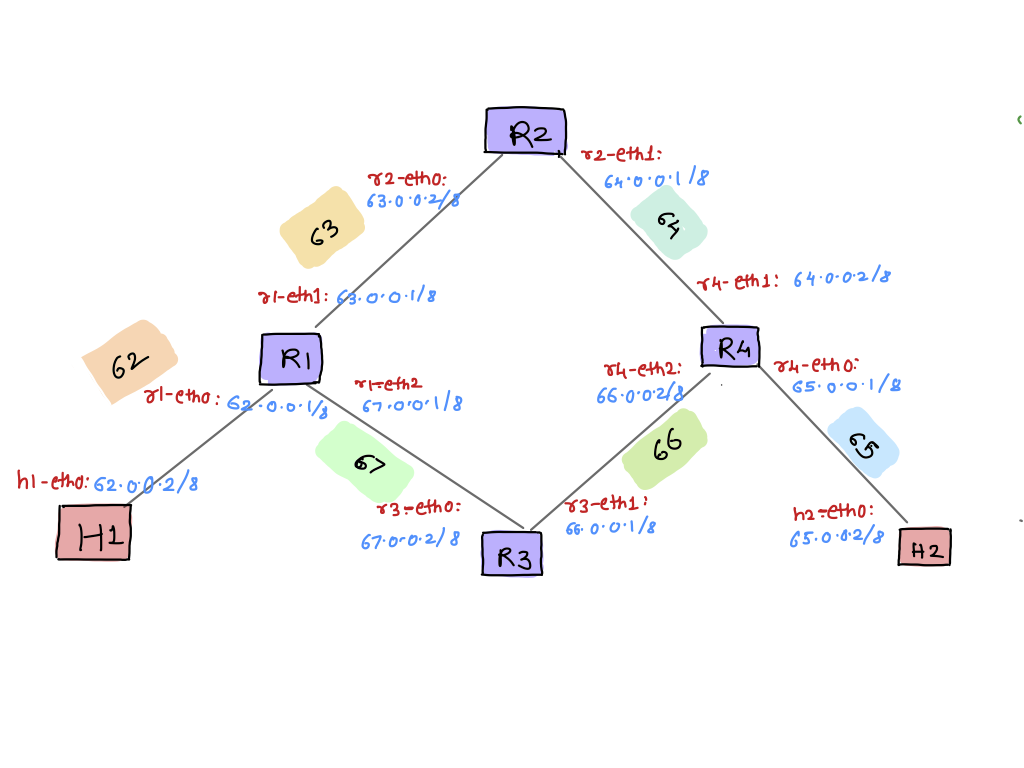 R2
r2-eth1:
64.0.0.1/8
r2-eth0:
63.0.0.2/8
63
64
r4-eth1: 64.0.0.2/8
r1-eth1: 63.0.0.1/8
R1
R4
62
r1-eth0: 62.0.0.1/8
r1-eth2
67.0.0.1/8
r4-eth2:
66.0.0.2/8
r4-eth0:
65.0.0.1/8
67
66
65
h1-eth0: 62.0.0.2/8
H1
r3-eth0:
67.0.0.2/8
R3
r3-eth1:
66.0.0.1/8
h2-eth0:
65.0.0.2/8
H2